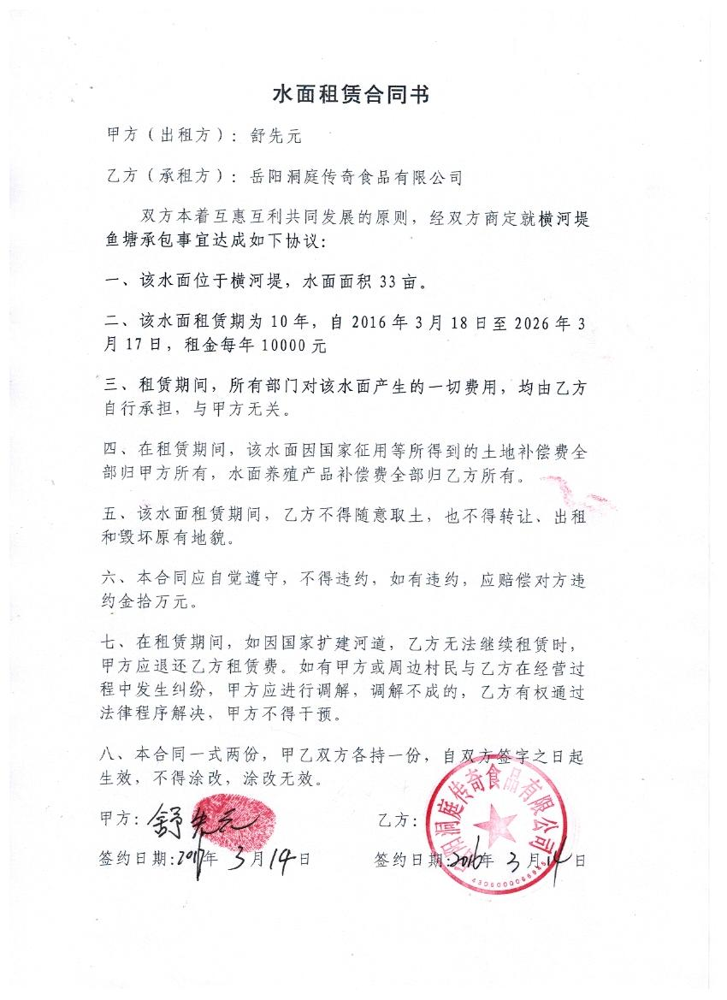 水面租赁合同书
甲方（出租方）：舒先元
乙方（承租方）：岳阳洞庭传奇食品有限公司
双方本着互惠互利共同发展的原则，经双方商定就横河堤
鱼塘承包事宜达成如下协议：
一、该水面位于横河堤，水面面积 33 亩。
二、该水面租赁期为 10 年，自 2016 年 3 月 18 日至 2026 年 3
月 17 日，租金每年 10000 元
三、租赁期间，所有部门对该水面产生的一切费用，均由乙方
自行承担，与甲方无关。
四、在租赁期间，该水面因国家征用等所得到的土地补偿费全
部归甲方所有，水面养殖产品补偿费全部归乙方所有。
五、该水面租赁期间，乙方不得随意取土，也不得转让、出租
和毁坏原有地貌。
六、本合同应自觉遵守，不得违约，如有违约，应赔偿对方违
约金拾万元。
七、在租赁期间，如因国家扩建河道，乙方无法继续租赁时，
甲方应退还乙方租赁费。如有甲方或周边村民与乙方在经营过
程中发生纠纷，甲方应进行调解，调解不成的，乙方有权通过
法律程序解决，甲方不得干预。
八、本合同一式两份，甲乙双方各持一份，自双方签字之日起
生效，不得涂改，涂改无效。
甲方：舒先元
乙方：
岳阳洞庭传奇食品有限公司
签约日期：2017年 3 月 14 日
签约日期：2016年 3 月 14 日